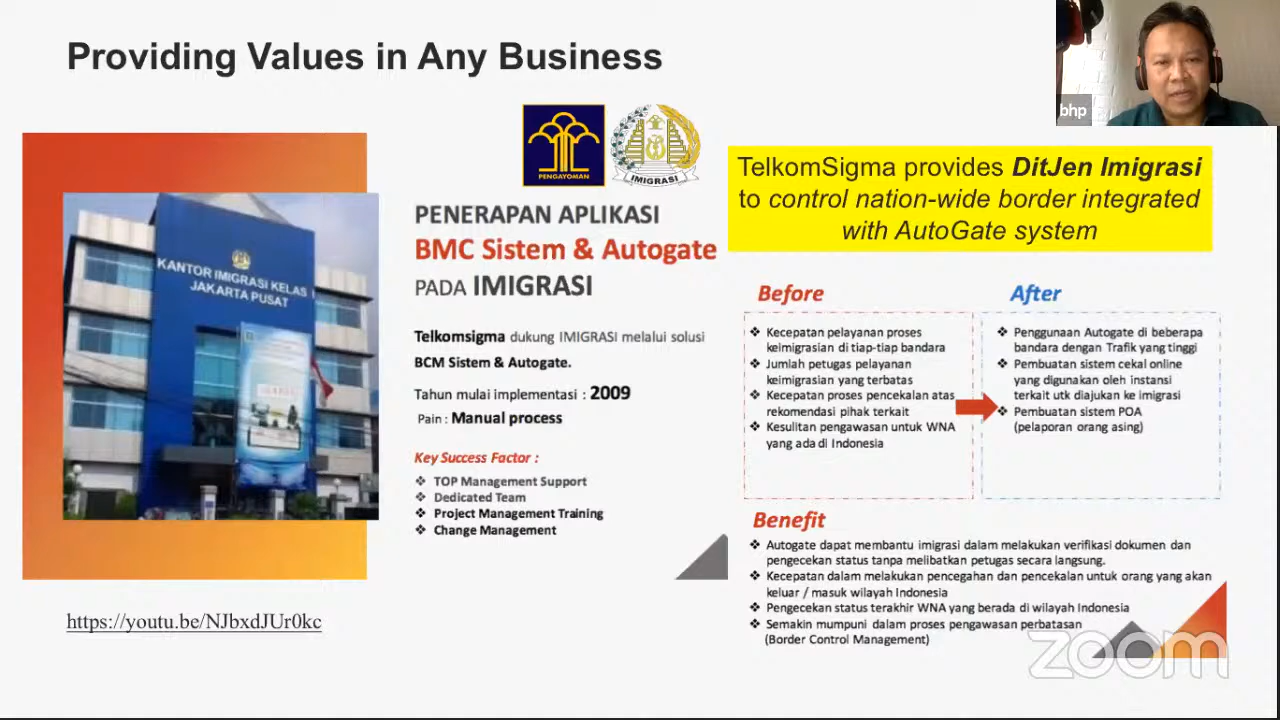 Providing Values in Any Business
bhp
PENGAYOMAN
IMIGRASI
TelkomSigma provides DitJen Imigrasi
to control nation-wide border integrated
with AutoGate system
KANTOR IMIGRASI KELAS I
JAKARTA PUSAT
PENERAPAN APLIKASI
BMC Sistem & Autogate
PADA IMIGRASI
Telkomsigma dukung IMIGRASI melalui solusi
BCM Sistem & Autogate.
Tahun mulai implementasi : 2009
Pain : Manual process
Key Success Factor :
❖ TOP Management Support
❖ Dedicated Team
❖ Project Management Training
❖ Change Management
Before
❖ Kecepatan pelayanan proses
keimigrasian di tiap-tiap bandara
❖ Jumlah petugas pelayanan
keimigrasian yang terbatas
❖ Kecepatan proses pencekalan atas
rekomendasi pihak terkait
❖ Kesulitan pengawasan untuk WNA
yang ada di Indonesia
After
❖ Penggunaan Autogate di beberapa
bandara dengan Trafik yang tinggi
❖ Pembuatan sistem cekal online
yang digunakan oleh instansi
terkait utk diajukan ke imigrasi
❖ Pembuatan sistem POA
(pelaporan orang asing)
Benefit
❖ Autogate dapat membantu imigrasi dalam melakukan verifikasi dokumen dan
pengecekan status tanpa melibatkan petugas secara langsung.
❖ Kecepatan dalam melakukan pencegahan dan pencekalan untuk orang yang akan
keluar / masuk wilayah Indonesia
❖ Pengecekan status terakhir WNA yang berada di wilayah Indonesia
❖ Semakin mumpuni dalam proses pengawasan perbatasan
(Border Control Management)
https://youtu.be/NJbxdJUr0kc
zoom